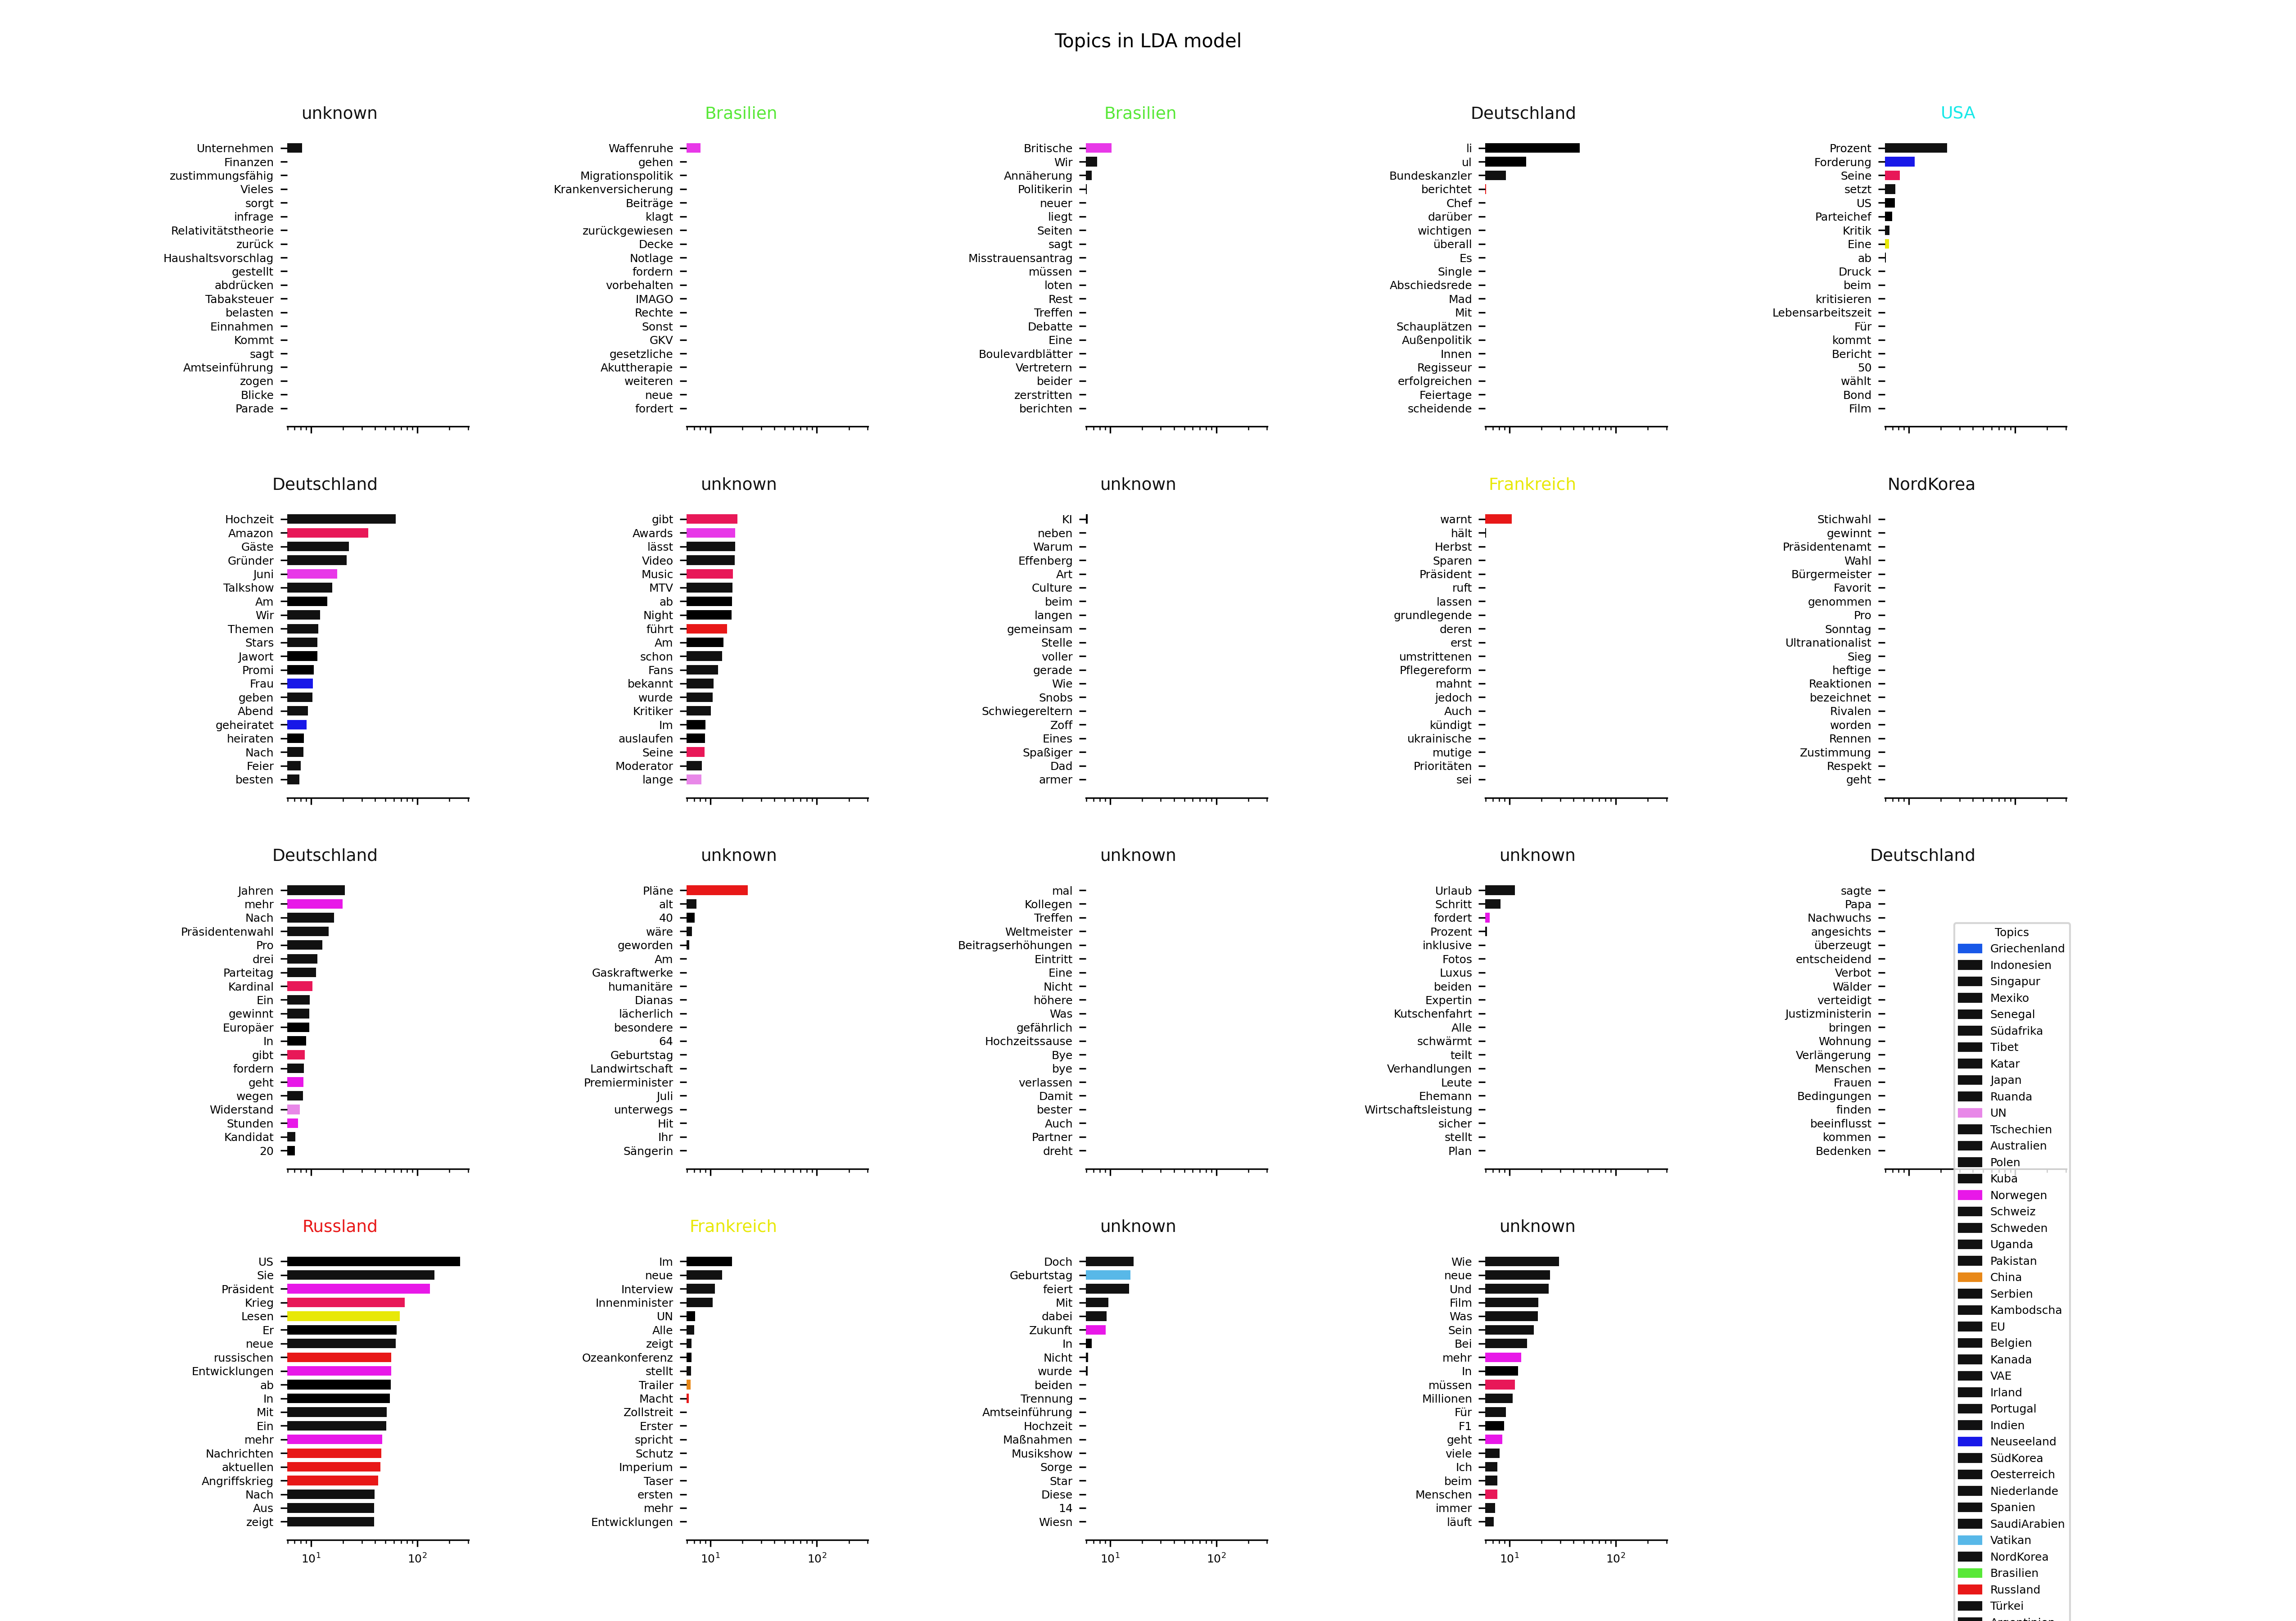 Topics in LDA model
unknown
Unternehmen
Finanzen
zustimmungsfähig
Vieles
sorgt
infrage
Relativitätstheorie
zurück
Haushaltsvorschlag
gestellt
abdrücken
Tabaksteuer
belasten
Einnahmen
Kommt
sagt
Amtseinführung
zogen
Blicke
Parade
Brasilien
Waffenruhe
gehen
Migrationspolitik
Krankenversicherung
Beiträge
klagt
zurückgewiesen
Decke
Notlage
fordern
vorbehalten
IMAGO
Rechte
Sonst
GKV
gesetzliche
Akuttherapie
weiteren
neue
fordert
Brasilien
Britische
Wir
Annäherung
Politikerin
neuer
liegt
Seiten
sagt
Misstrauensantrag
müssen
loten
Rest
Treffen
Debatte
Eine
Boulevardblätter
Vertretern
beider
zerstritten
berichten
Deutschland
li
ul
Bundeskanzler
berichtet
Chef
darüber
wichtigen
überall
Es
Single
Abschiedsrede
Mad
Mit
Schauplätzen
Außenpolitik
Innen
Regisseur
erfolgreichen
Feiertage
scheidende
USA
Prozent
Forderung
Seine
setzt
US
Parteichef
Kritik
Eine
ab
Druck
beim
kritisieren
Lebensarbeitszeit
Für
kommt
Bericht
50
wählt
Bond
Film
Deutschland
Hochzeit
Amazon
Gäste
Gründer
Juni
Talkshow
Am
Wir
Themen
Stars
Jawort
Promi
Frau
geben
Abend
geheiratet
heiraten
Nach
Feier
besten
unknown
gibt
Awards
lässt
Video
Music
MTV
ab
Night
führt
Am
schon
Fans
bekannt
wurde
Kritiker
Im
auslaufen
Seine
Moderator
lange
unknown
KI
neben
Warum
Effenberg
Art
Culture
beim
langen
gemeinsam
Stelle
voller
gerade
Wie
Snobs
Schwiegereltern
Zoff
Eines
Spaßiger
Dad
armer
Frankreich
warnt
hält
Herbst
Sparen
Präsident
ruft
lassen
grundlegende
deren
erst
umstrittenen
Pflegereform
mahnt
jedoch
Auch
kündigt
ukrainische
mutige
Prioritäten
sei
NordKorea
Stichwahl
gewinnt
Präsidentenamt
Wahl
Bürgermeister
Favorit
genommen
Pro
Sonntag
Ultranationalist
Sieg
heftige
Reaktionen
bezeichnet
Rivalen
worden
Rennen
Zustimmung
Respekt
geht
Deutschland
Jahren
mehr
Nach
Präsidentenwahl
Pro
drei
Parteitag
Kardinal
Ein
gewinnt
Europäer
In
gibt
fordern
geht
wegen
Widerstand
Stunden
Kandidat
20
unknown
Pläne
alt
40
wäre
geworden
Am
Gaskraftwerke
humanitäre
Dianas
lächerlich
besondere
64
Geburtstag
Landwirtschaft
Premierminister
Juli
unterwegs
Hit
Ihr
Sängerin
unknown
mal
Kollegen
Treffen
Weltmeister
Beitragserhöhungen
Eintritt
Eine
Nicht
höhere
Was
gefährlich
Hochzeitssause
Bye
bye
verlassen
Damit
bester
Auch
Partner
dreht
unknown
Urlaub
Schritt
fordert
Prozent
inklusive
Fotos
Luxus
beiden
Expertin
Kutschenfahrt
Alle
schwärmt
teilt
Verhandlungen
Leute
Ehemann
Wirtschaftsleistung
sicher
stellt
Plan
Deutschland
sagte
Papa
Nachwuchs
angesichts
überzeugt
entscheidend
Verbot
Wälder
verteidigt
Justizministerin
bringen
Wohnung
Verlängerung
Menschen
Frauen
Bedingungen
finden
beeinflusst
kommen
Bedenken
Russland
US
Sie
Präsident
Krieg
Lesen
Er
neue
russischen
Entwicklungen
ab
In
Mit
Ein
mehr
Nachrichten
aktuellen
Angriffskrieg
Nach
Aus
zeigt
10¹ 10²
Frankreich
Im
neue
Interview
Innenminister
UN
Alle
zeigt
Ozeankonferenz
stellt
Trailer
Macht
Zollstreit
Erster
spricht
Schutz
Imperium
Taser
ersten
mehr
Entwicklungen
10¹ 10²
unknown
Doch
Geburtstag
feiert
Mit
dabei
Zukunft
In
Nicht
wurde
beiden
Trennung
Amtseinführung
Hochzeit
Maßnahmen
Musikshow
Sorge
Star
Diese
14
Wiesn
10¹ 10²
unknown
Wie
neue
Und
Film
Was
Sein
Bei
mehr
In
müssen
Millionen
Für
F1
geht
viele
Ich
beim
Menschen
immer
läuft
10¹ 10²
Topics
Griechenland
Indonesien
Singapur
Mexiko
Senegal
Südafrika
Tibet
Katar
Japan
Ruanda
UN
Tschechien
Australien
Polen
Kuba
Norwegen
Schweiz
Schweden
Uganda
Pakistan
China
Serbien
Kambodscha
EU
Belgien
Kanada
VAE
Irland
Portugal
Indien
Neuseeland
SüdKorea
Oesterreich
Niederlande
Spanien
SaudiArabien
Vatikan
NordKorea
Brasilien
Russland
Türkei